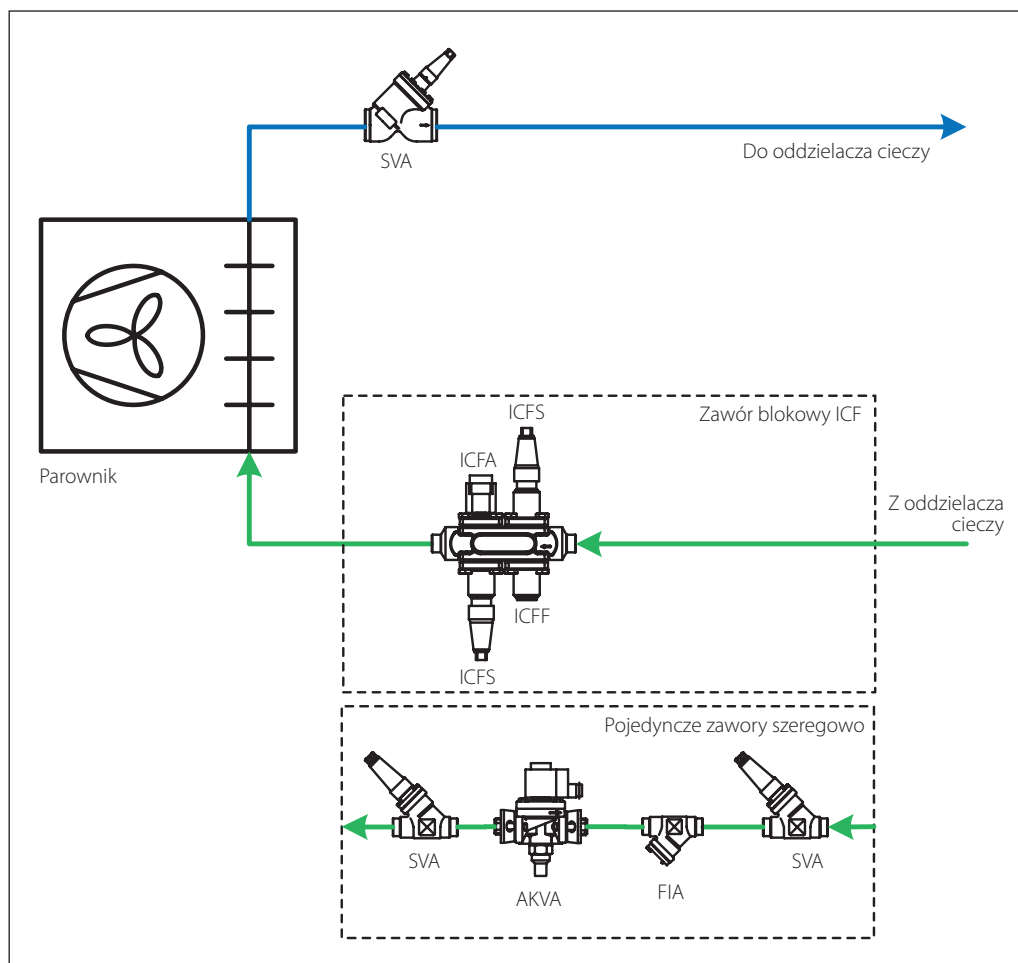 SVA
Do oddzielacza cieczy
Parownik
ICFS
Zawór blokowy ICF
ICFA
Z oddzielacza
cieczy
ICFF
ICFS
Pojedyncze zawory szeregowo
SVA
AKVA
FIA
SVA